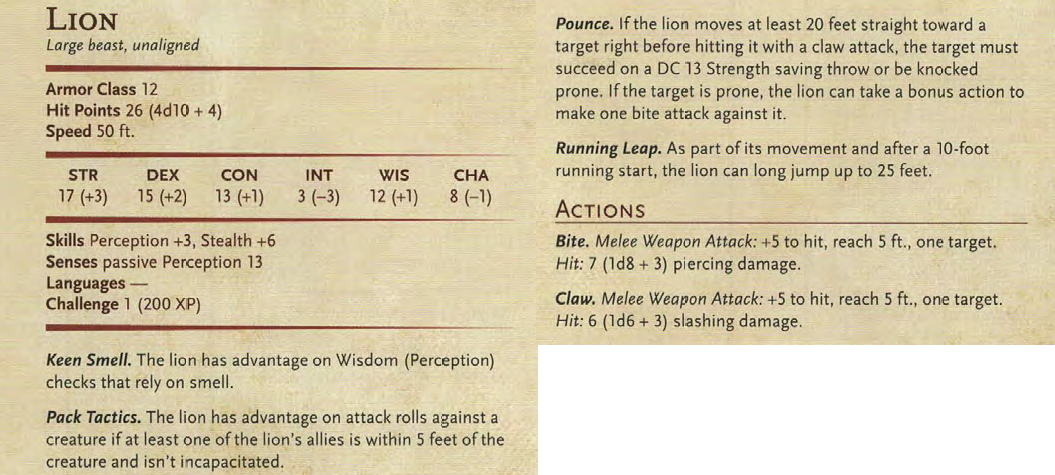 LION
Large beast, unaligned
Armor Class 12
Hit Points 26 (4d10 + 4)
Speed 50 ft.
STR DEX CON INT WIS CHA
17 (+3) 15 (+2) 13 (+1) 3 (–3) 12 (+1) 8 (–1)
Skills Perception +3, Stealth +6
Senses passive Perception 13
Languages —
Challenge 1 (200 XP)
Keen Smell. The lion has advantage on Wisdom (Perception)
checks that rely on smell.
Pack Tactics. The lion has advantage on attack rolls against a
creature if at least one of the lion's allies is within 5 feet of the
creature and isn't incapacitated.
Pounce. If the lion moves at least 20 feet straight toward a
target right before hitting it with a claw attack, the target must
succeed on a DC 13 Strength saving throw or be knocked
prone. If the target is prone, the lion can take a bonus action to
make one bite attack against it.
Running Leap. As part of its movement and after a 10-foot
running start, the lion can long jump up to 25 feet.
ACTIONS
Bite. Melee Weapon Attack: +5 to hit, reach 5 ft., one target.
Hit: 7 (1d8 + 3) piercing damage.
Claw. Melee Weapon Attack: +5 to hit, reach 5 ft., one target.
Hit: 6 (1d6 + 3) slashing damage.